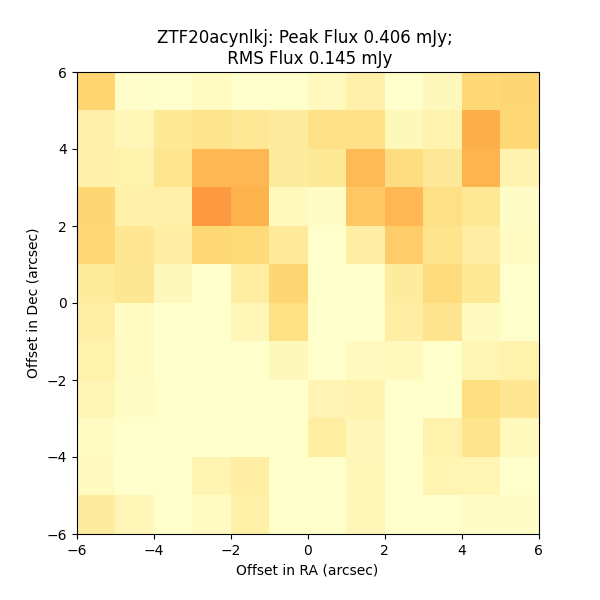 ZTF20acynlkj: Peak Flux 0.406 mJy;
RMS Flux 0.145 mJy
6
4
2
0
−2
−4
−6
Offset in Dec (arcsec)
−6 −4 −2 0 2 4 6
Offset in RA (arcsec)